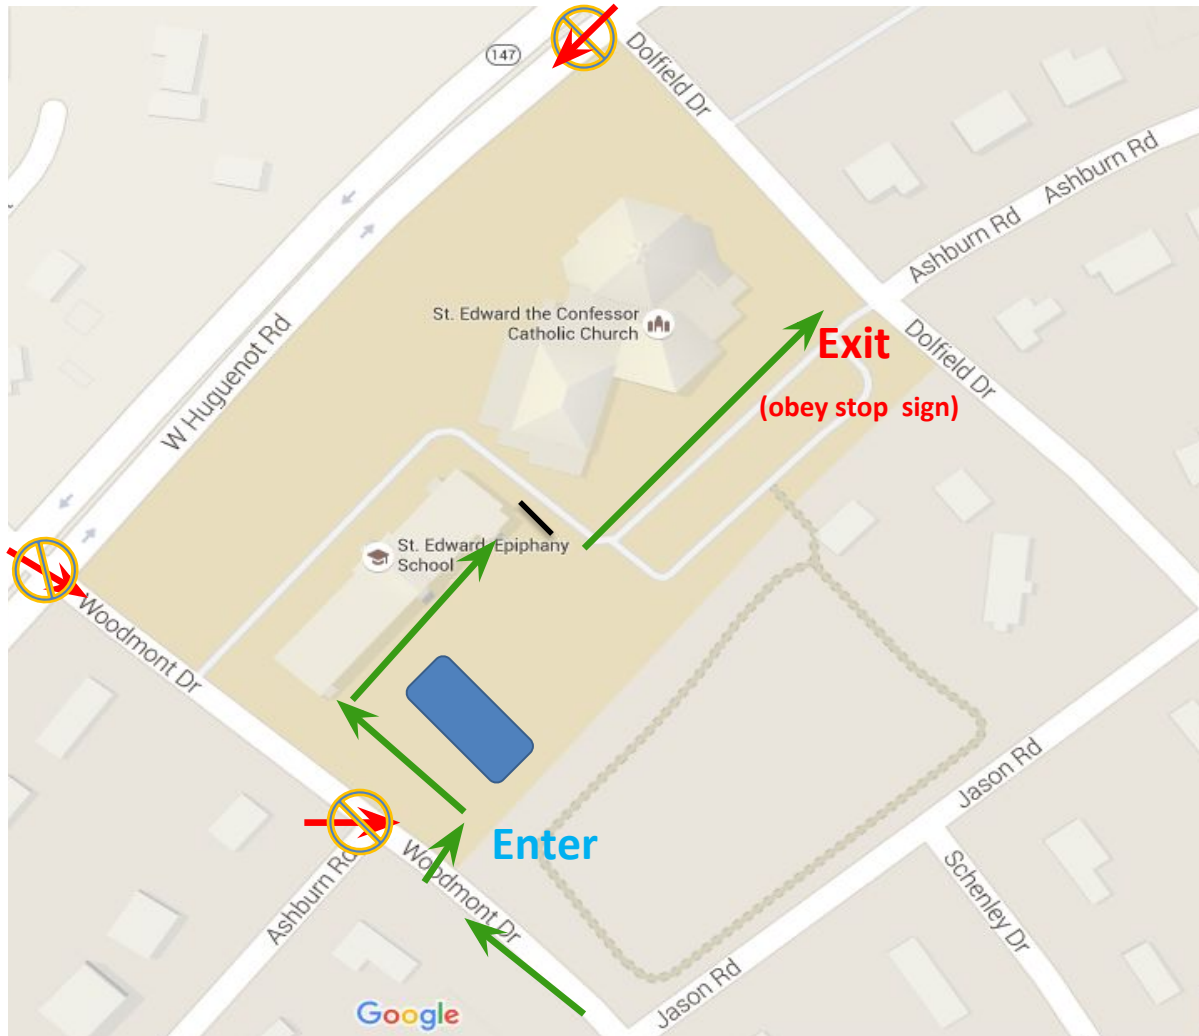 147
Dolfield Dr
Ashburn Rd
Ashburn Rd
St. Edward the Confessor
Catholic Church
Exit
Dolfield Dr
(obey stop sign)
W Huguenot Rd
St. Edward-Epiphany
School
Woodmont Dr
Jason Rd
Enter
Ashburn Rd
Woodmont Dr
Schenley Dr
Jason Rd
Google